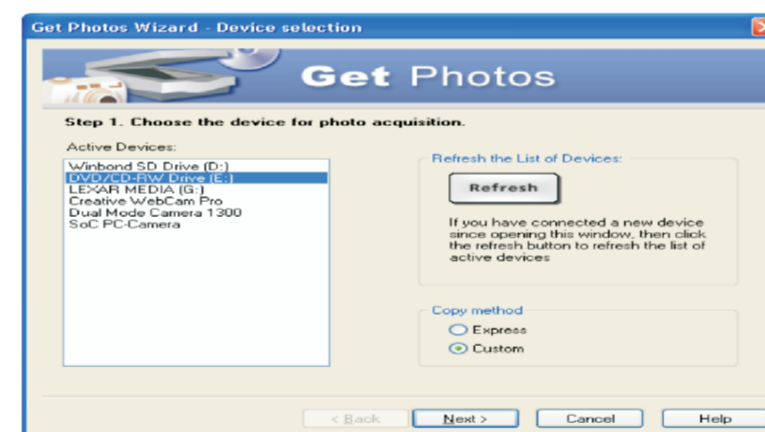 Get Photos Wizard - Device selection
Get Photos
Step 1. Choose the device for photo acquisition.
Active Devices:
Winbond SD Drive (D:)
DVD/CD-RW Drive (E:)
LEXAR MEDIA (G:)
Creative WebCam Pro
Dual Mode Camera 1300
SoC PC-Camera
Refresh the List of Devices:
Refresh
If you have connected a new device
since opening this window, then click
the refresh button to refresh the list of
active devices
Copy method
Express
Custom
< Back
Next >
Cancel
Help